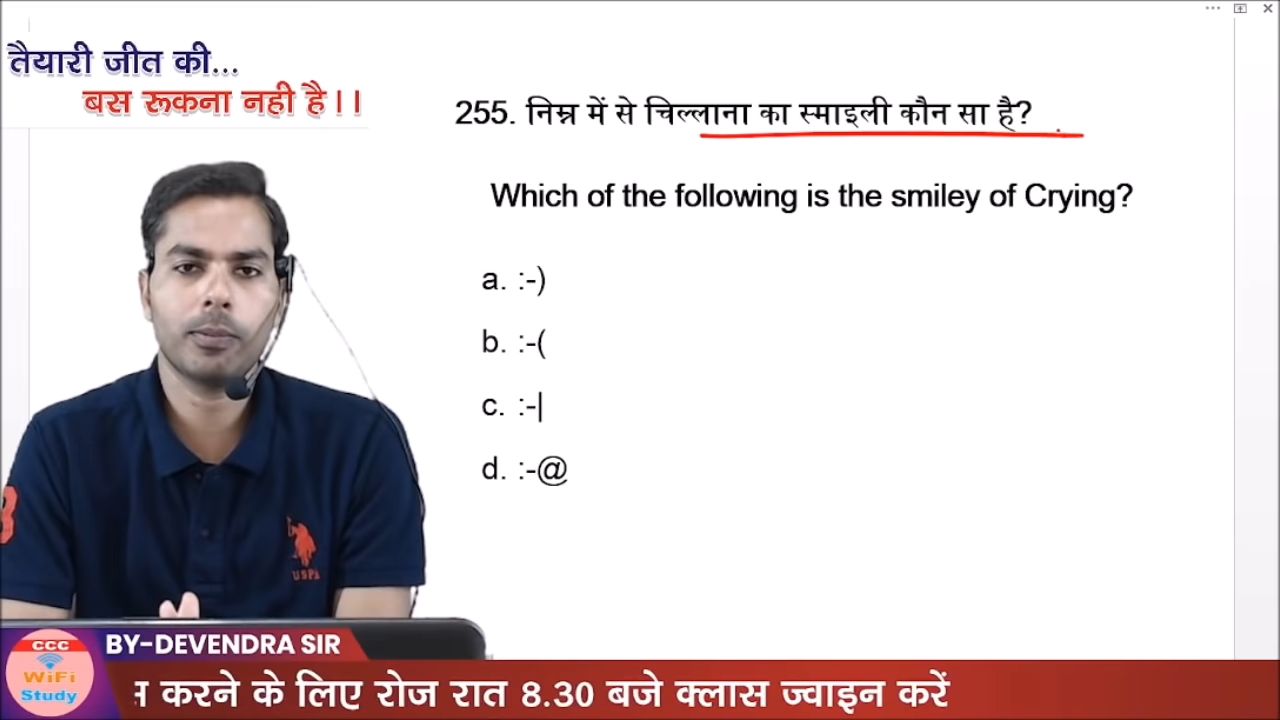 तैयारी जीत की...
बस रूकना नही है।।
255. निम्न में से चिल्लाना का स्माइली कौन सा है?
Which of the following is the smiley of Crying?
a. :-)
b. :-(
c. :-|
d. :-@
3
USPA
CCC
WiFi
Study
BY-DEVENDRA SIR
करने के लिए रोज रात 8.30 बजे क्लास ज्वाइन करें